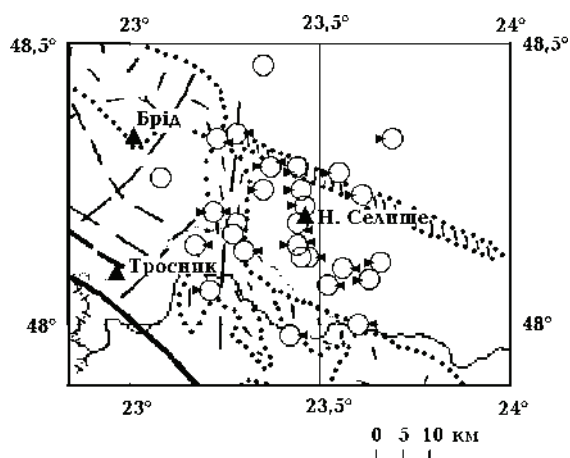 23° 23,5° 24°
48,5° 48,5°
Брід
Н. Селище
Тросник
48° 48°
23° 23,5° 24°
0 5 10 км